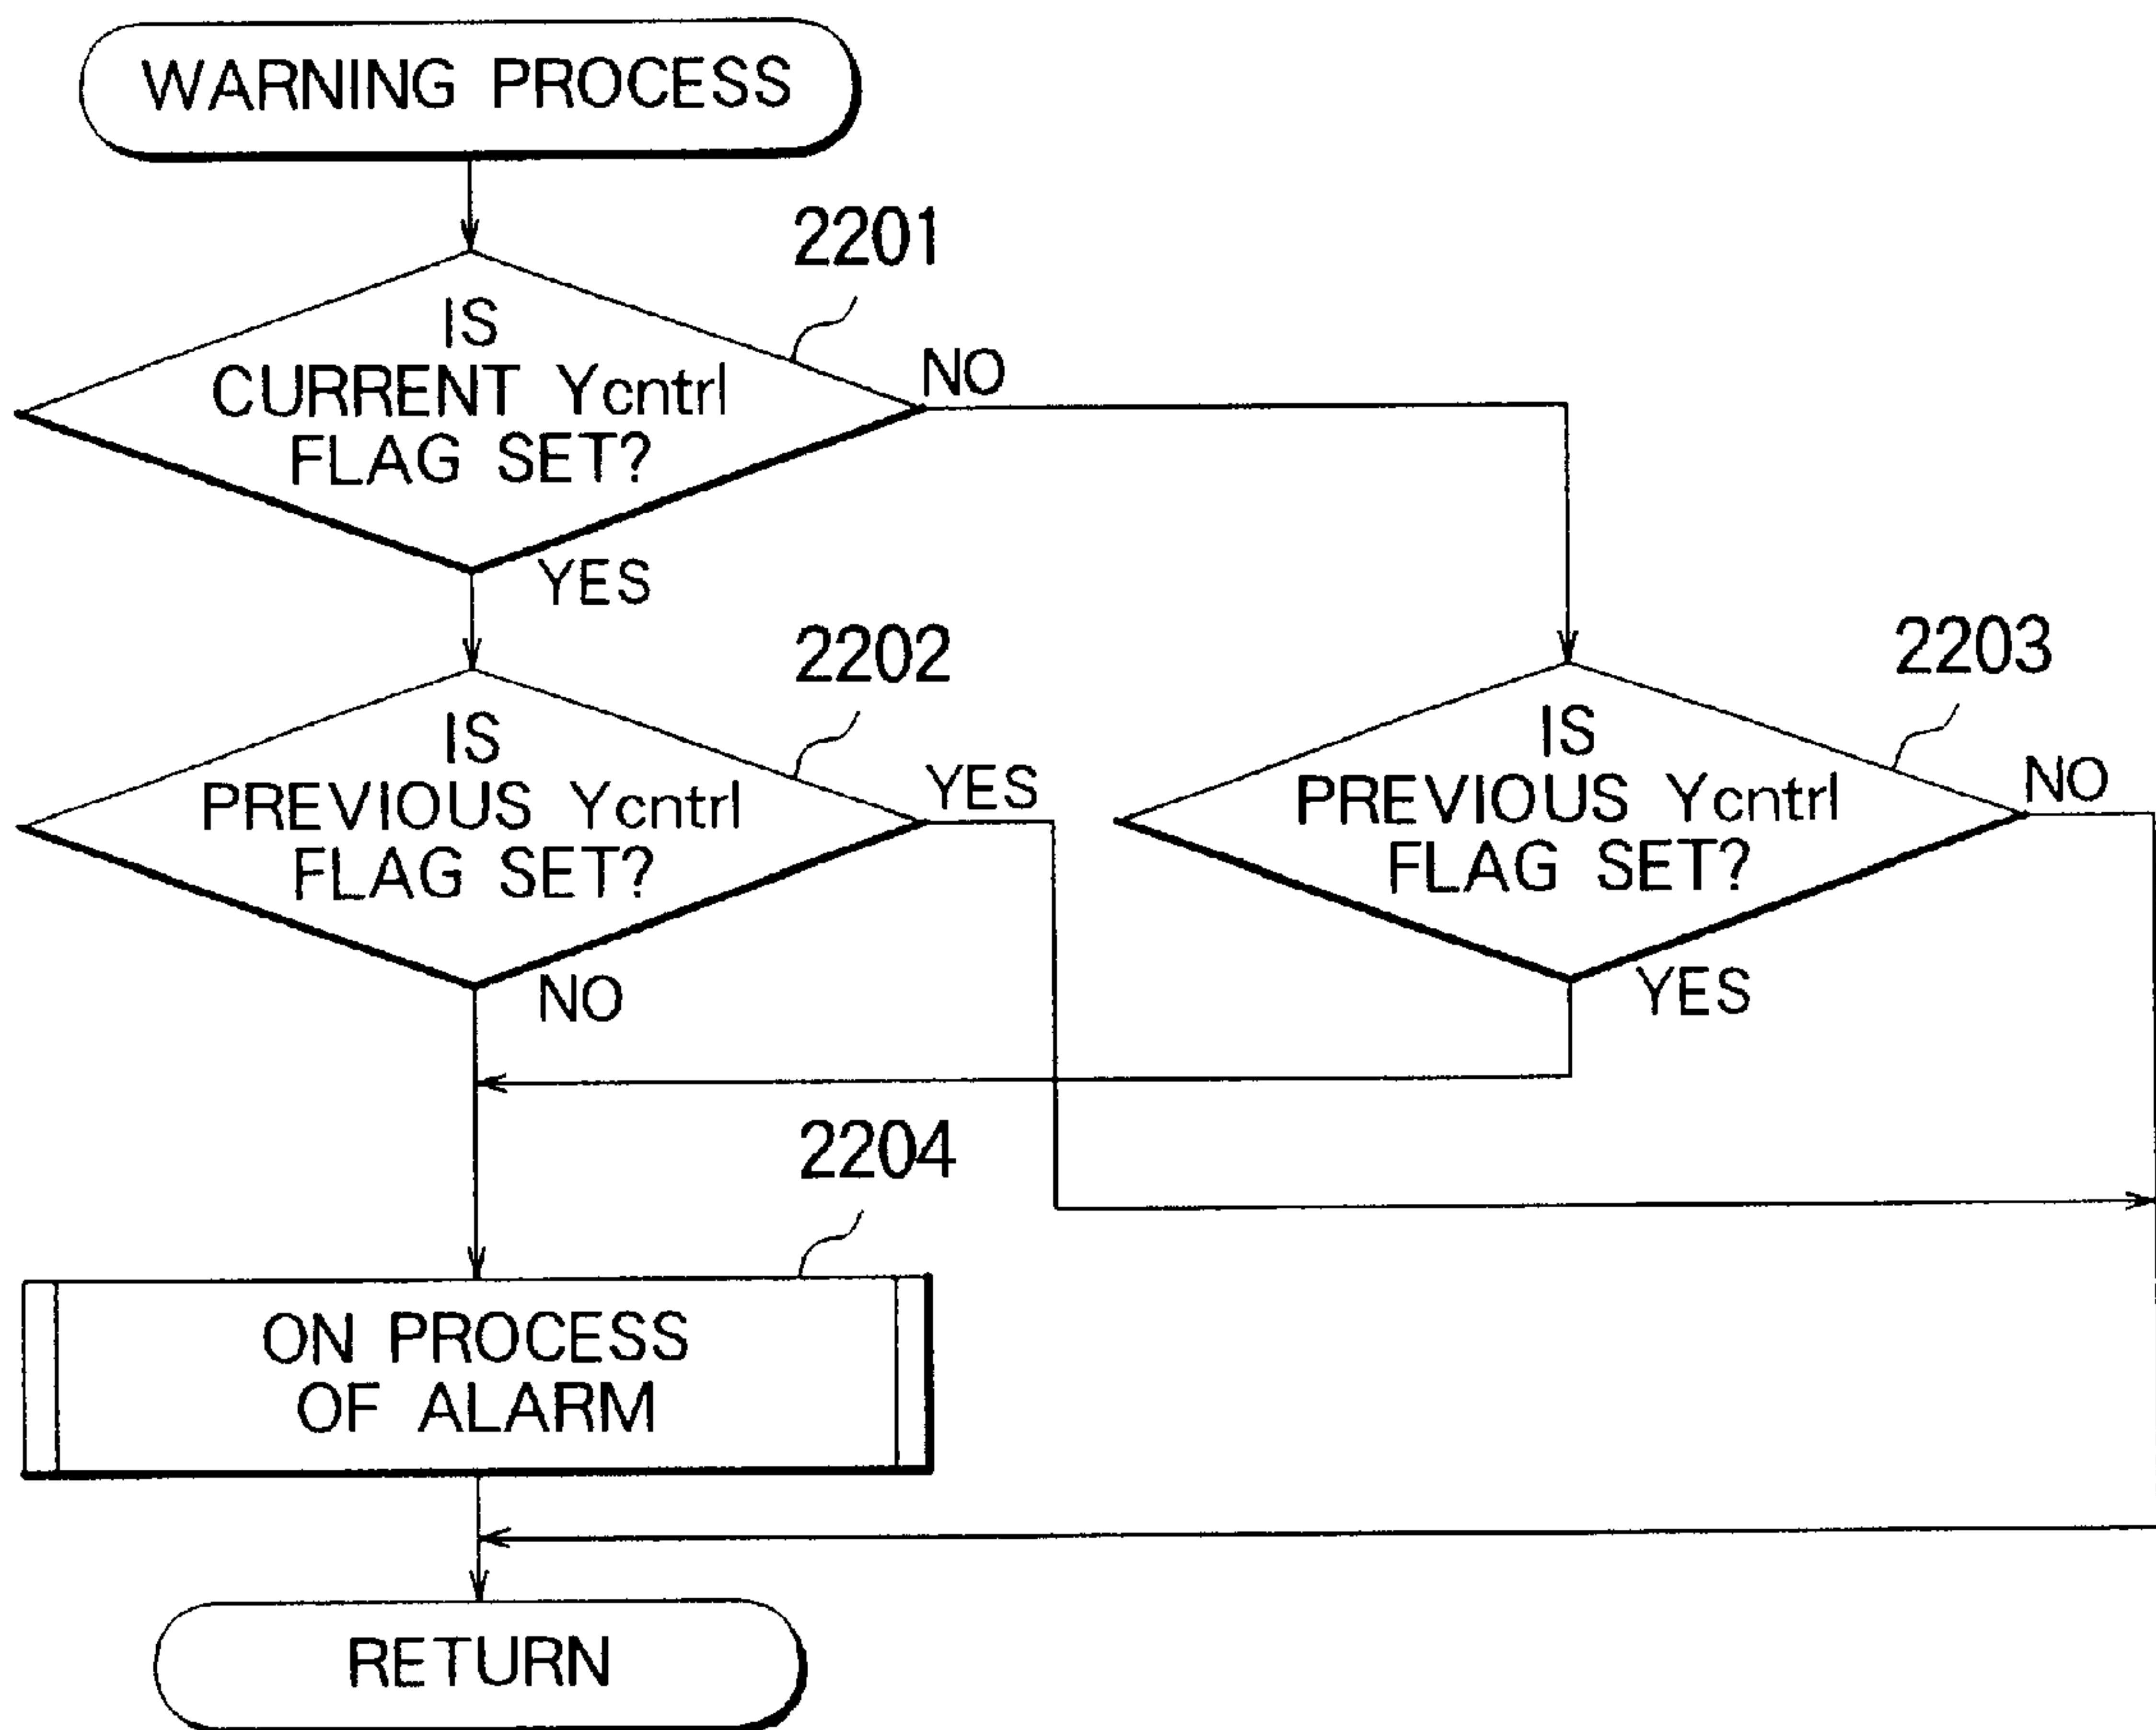 WARNING PROCESS
2201
IS
CURRENT Ycntrl
FLAG SET?
NO
YES
2202
IS
PREVIOUS Ycntrl
FLAG SET?
YES
NO
2203
IS
PREVIOUS Ycntrl
FLAG SET?
NO
YES
2204
ON PROCESS
OF ALARM
RETURN